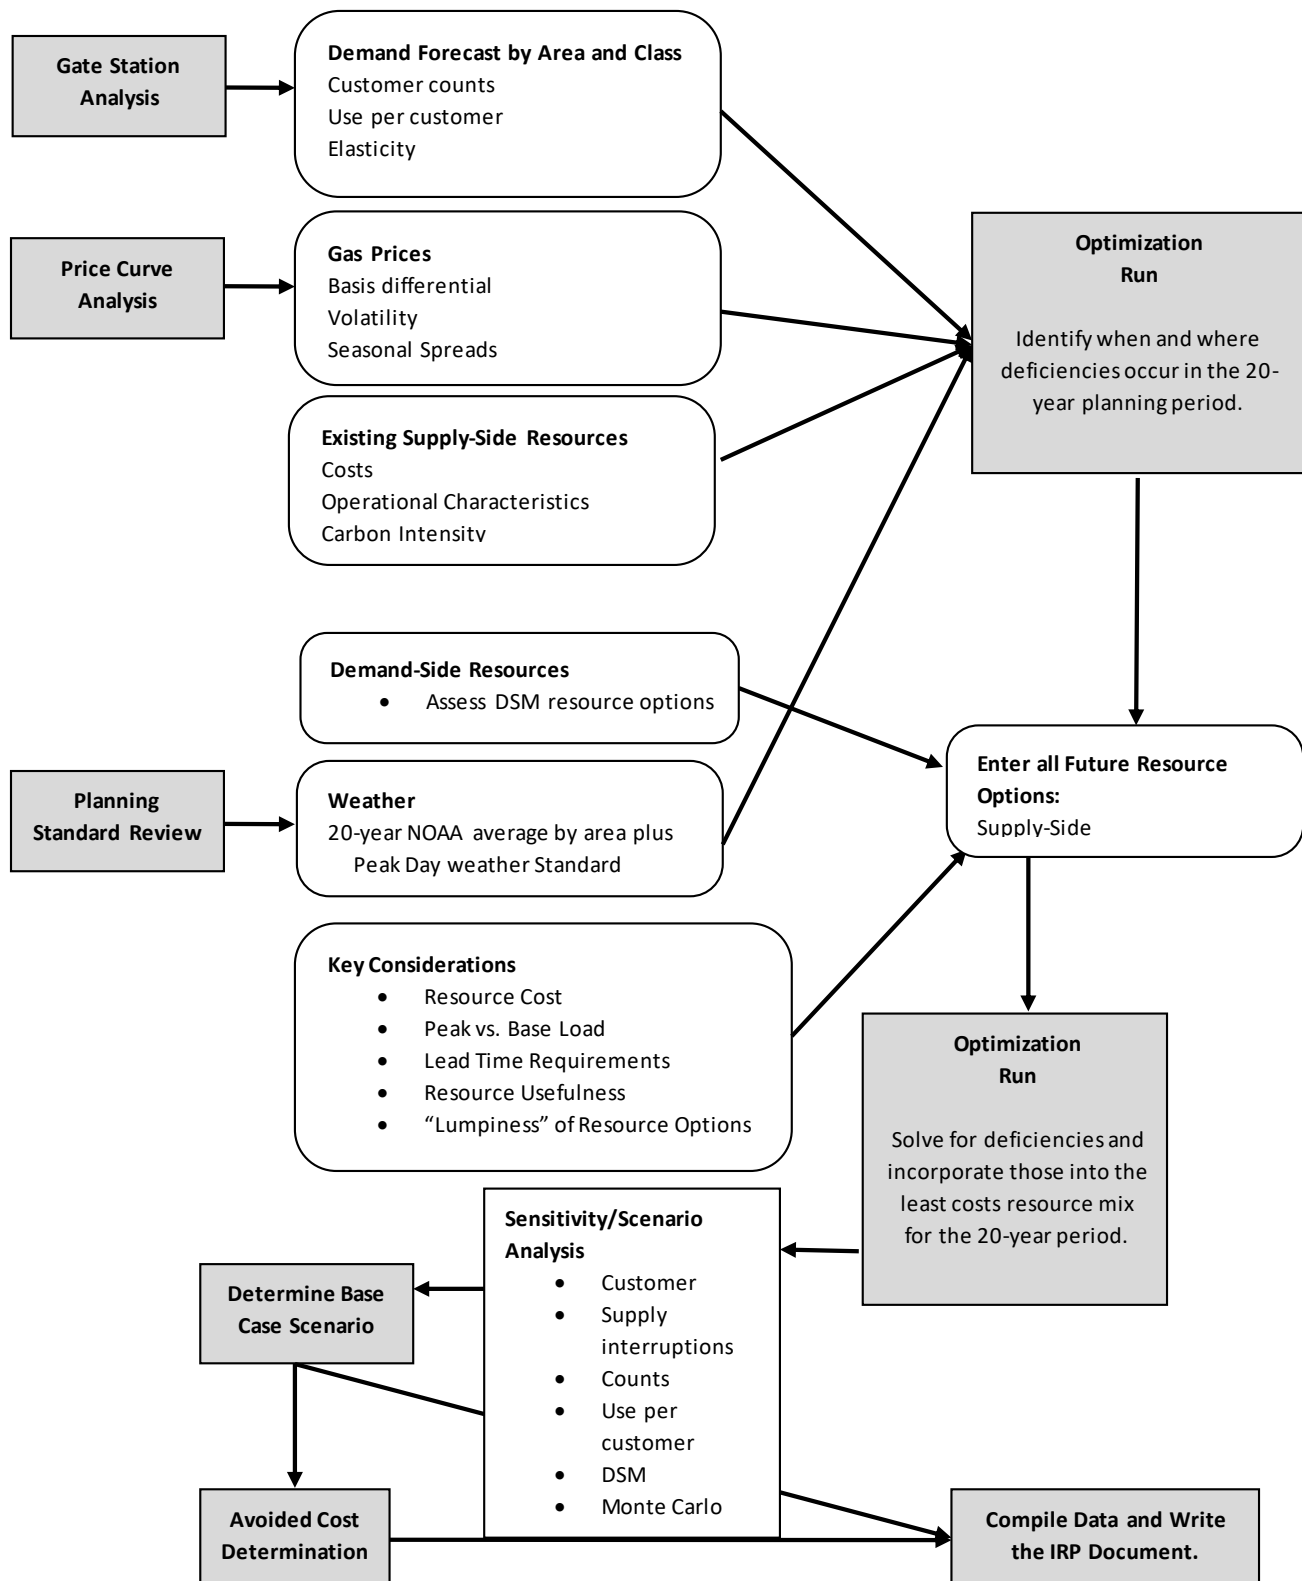 Gate Station
Analysis
Demand Forecast by Area and Class
Customer counts
Use per customer
Elasticity
Price Curve
Analysis
Gas Prices
Basis differential
Volatility
Seasonal Spreads
Optimization
Run
Identify when and where
deficiencies occur in the 20-
year planning period.
Existing Supply-Side Resources
Costs
Operational Characteristics
Carbon Intensity
Demand-Side Resources
• Assess DSM resource options
Planning
Standard Review
Weather
20-year NOAA average by area plus
Peak Day weather Standard
Enter all Future Resource
Options:
Supply-Side
Key Considerations
• Resource Cost
• Peak vs. Base Load
• Lead Time Requirements
• Resource Usefulness
• “Lumpiness” of Resource Options
Optimization
Run
Solve for deficiencies and
incorporate those into the
least costs resource mix
for the 20-year period.
Sensitivity/Scenario
Analysis
• Customer
• Supply
interruptions
• Counts
• Use per
customer
• DSM
• Monte Carlo
Determine Base
Case Scenario
Avoided Cost
Determination
Compile Data and Write
the IRP Document.